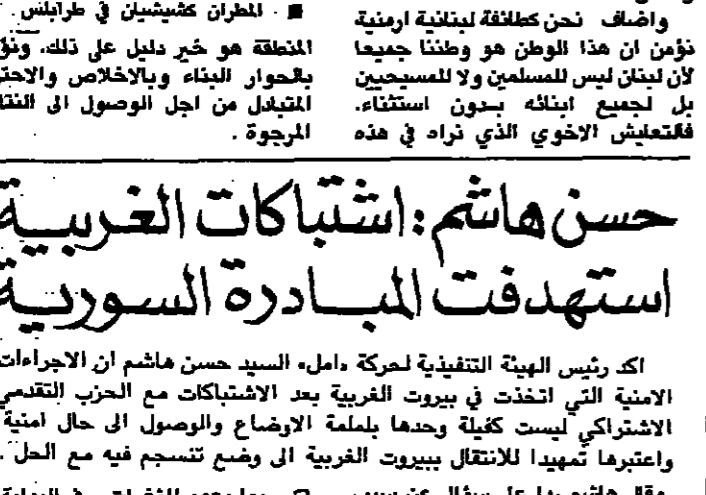 واضاف نحن كطائفة لبنانية ارمنية
نؤمن ان هذا الوطن هو وطننا جميعا
لأن لبنان ليس للمسلمين ولا للمسيحيين
بل لجميع ابنائه بدون استثناء.
فالتعايش الاخوي الذي نراه في هذه
■ المطران كشيشيان في طرابلس
المنطقة هو خير دليل على ذلك. ونؤ
بالحوار البناء وبالاخلاص والاحتر
المتبادل من اجل الوصول الى النتا
المرجوة.
حسن هاشم: اشتباكات الغربية
استهدفت المبادرة السورية
اكد رئيس الهيئة التنفيذية لحركة «امل» السيد حسن هاشم ان الاجراءات
الامنية التي اتخذت في بيروت الغربية بعد الاشتباكات مع الحزب التقدمي
الاشتراكي ليست كفيلة وحدها بلملمة الاوضاع والوصول الى حال امنية
واعتبرها تمهيدا للانتقال ببيروت الغربية الى وضع تنسجم فيه مع الحل.